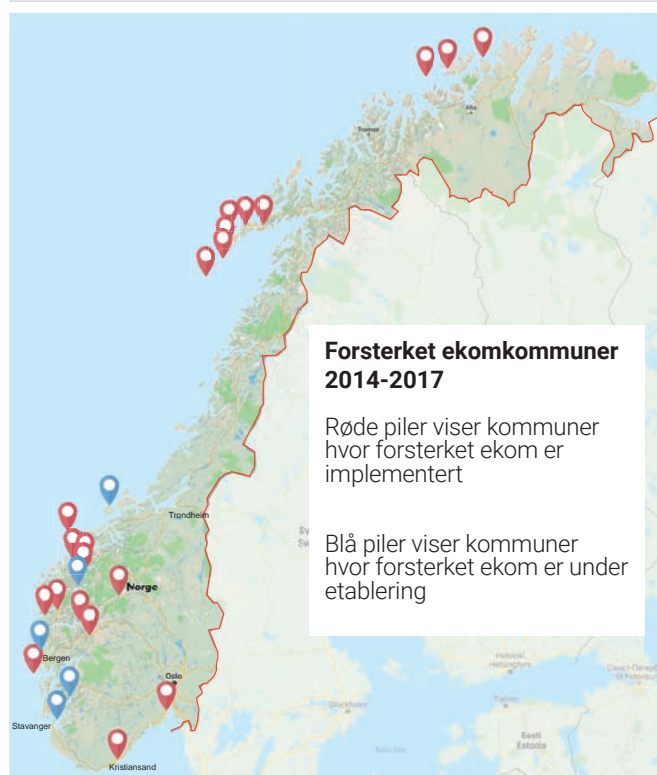 Alta
Tromsø
Forsterket ekomkommuner
2014-2017
Røde piler viser kommuner
hvor forsterket ekom er
implementert
Blå piler viser kommuner
hvor forsterket ekom er under
etablering
Trondheim
Norge
Bergen
Oslo
Stavanger
Kristiansand
Helsinki
Helsingfors
Stockholm
Tallinn
Eesti
Estonia